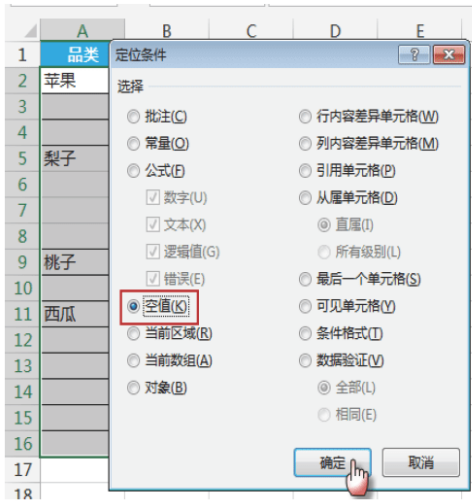 A B C D E
1 品类
定位条件
2 苹果
选择
3
批注(C) 行内容差异单元格(W)
4
常量(O) 列内容差异单元格(M)
5 梨子
公式(F) 引用单元格(P)
6
数字(U) 从属单元格(D)
7
文本(X) 直属(I)
8
逻辑值(G) 所有级别(L)
9 桃子
错误(E) 最后一个单元格(S)
10
空值(K) 可见单元格(Y)
11 西瓜
当前区域(R) 条件格式(T)
12
当前数组(A) 数据验证(V)
13
对象(B) 全部(L)
14
相同(E)
15
16
确定 取消
17
18